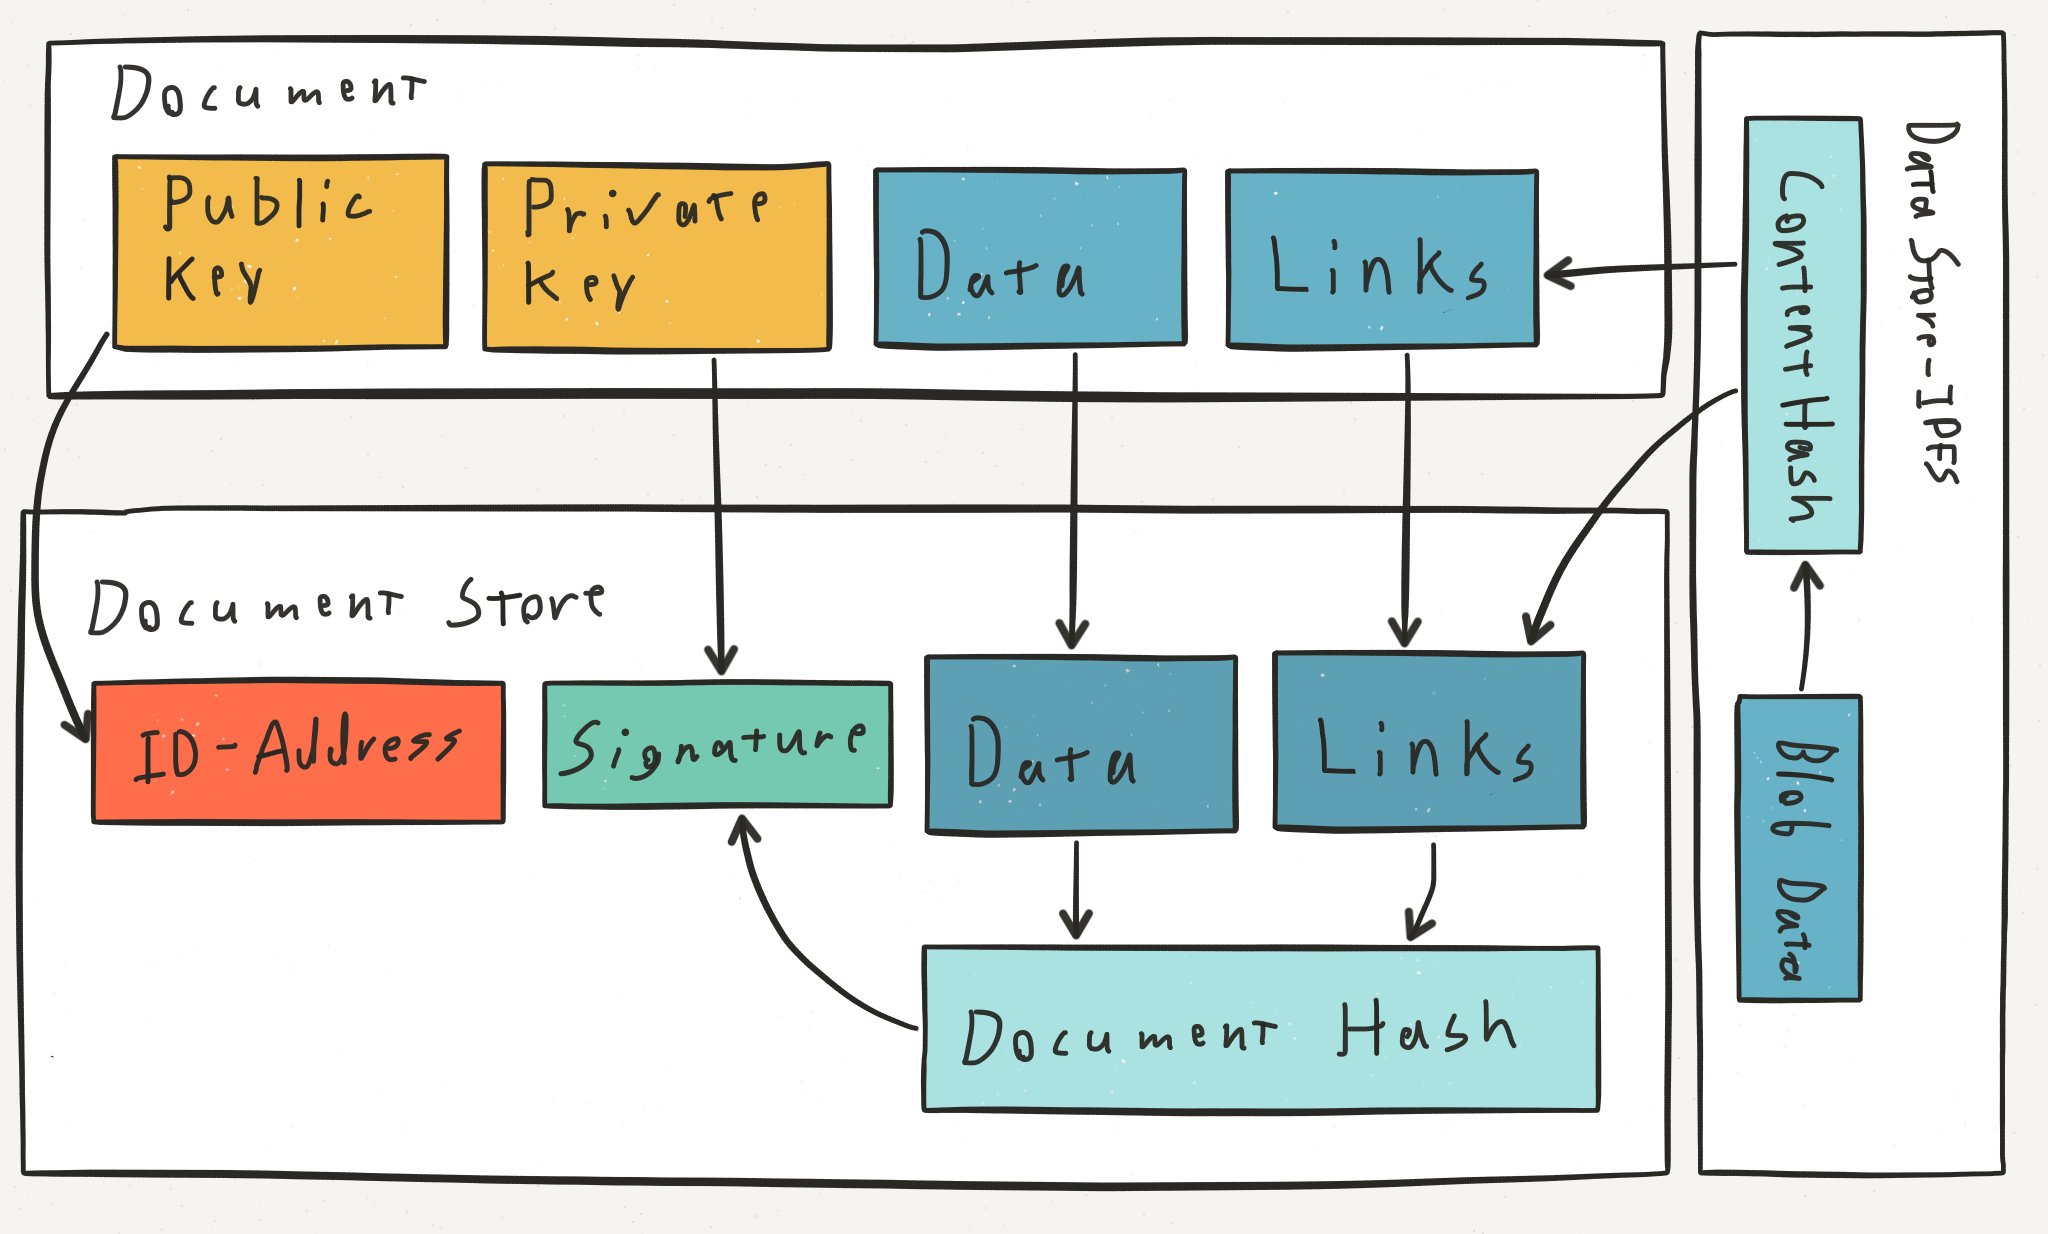 Document
Public
Key
Private
Key
Data
Links
Document Store
ID-Address
Signature
Data
Links
Document Hash
Data Store-IPFS
Content Hash
Blob Data